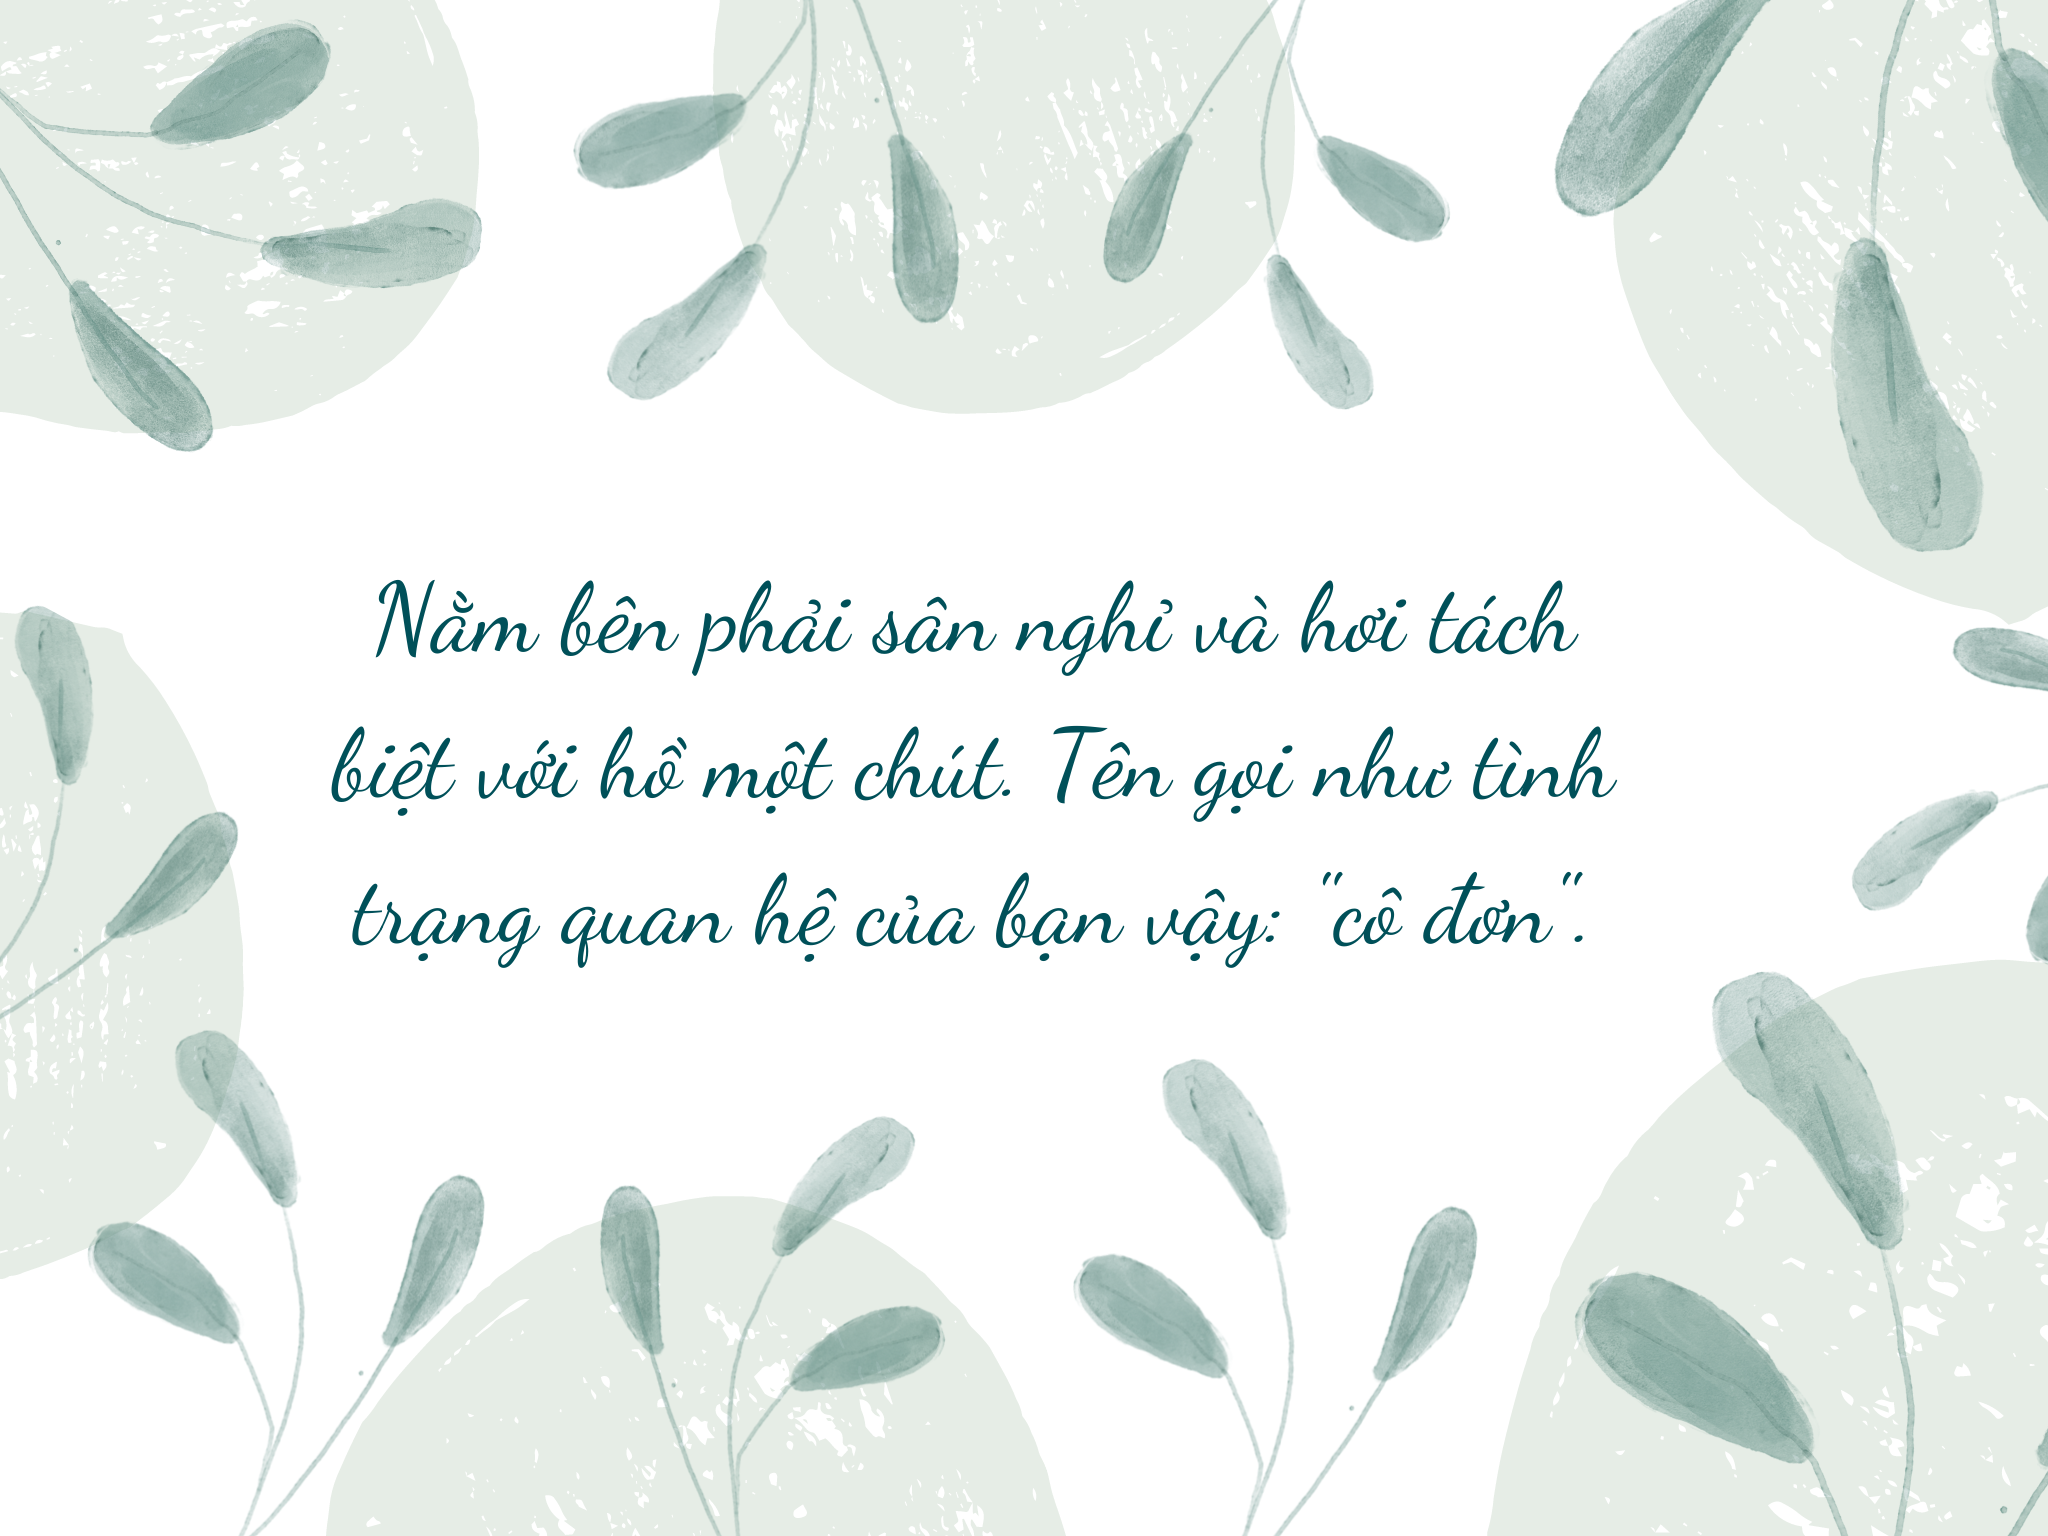 Nằm bên phải sân nghỉ và hơi tách
biệt với hồ một chút. Tên gọi như tình
trạng quan hệ của bạn vậy: "cô đơn".